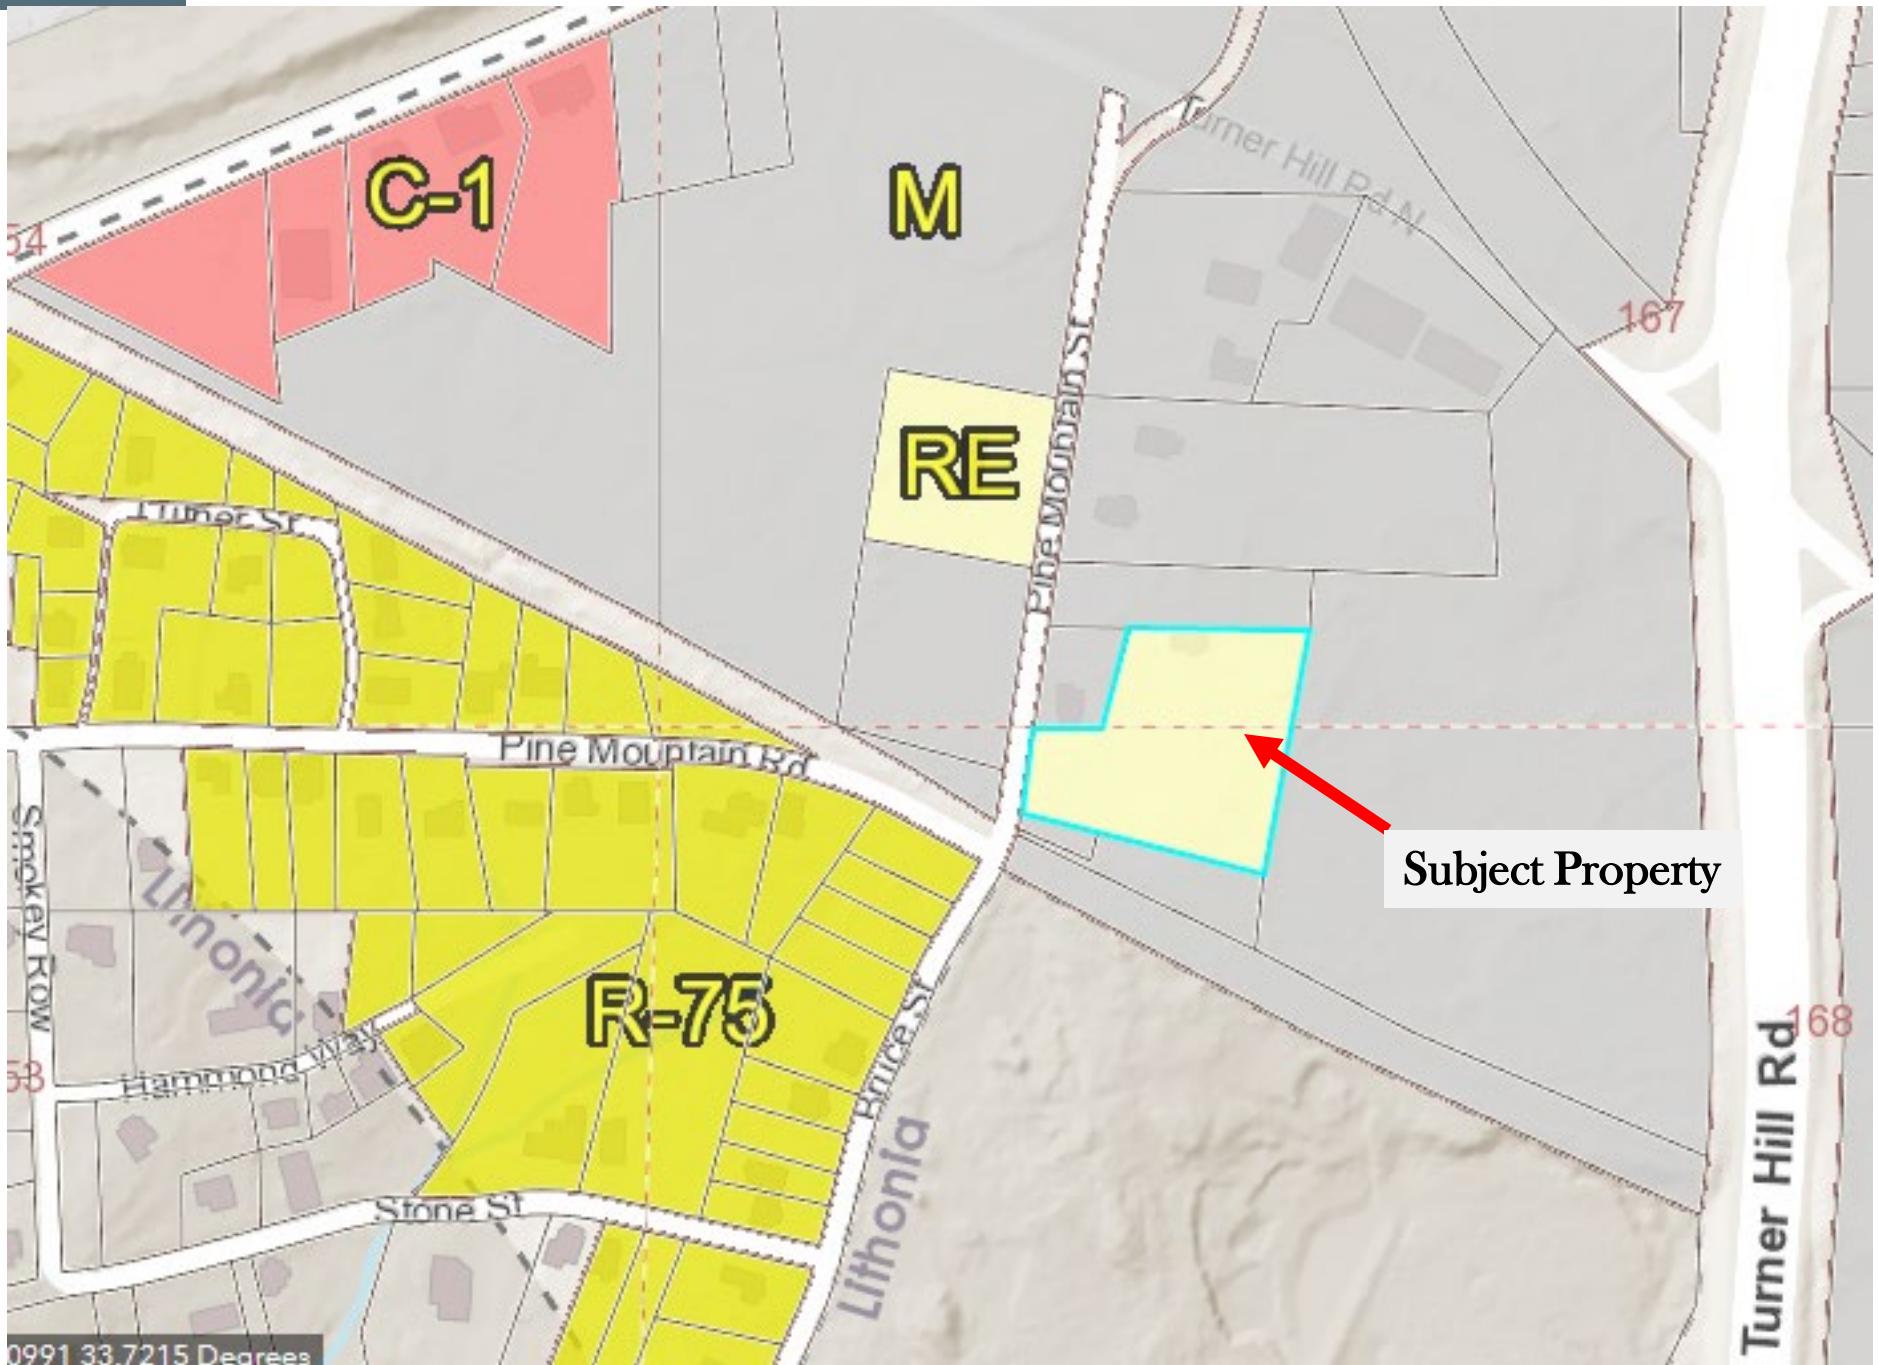 Turner Hill Rd N
C-1
M
54
167
Pine Mountain St
RE
Turner St
Pine Mountain Rd
Subject Property
Smokey Row
Lithonia
R-75
Bruce St
168
Hammond Way
53
Turner Hill Rd
Lithonia
Stone St
0991 33.7215 Degrees